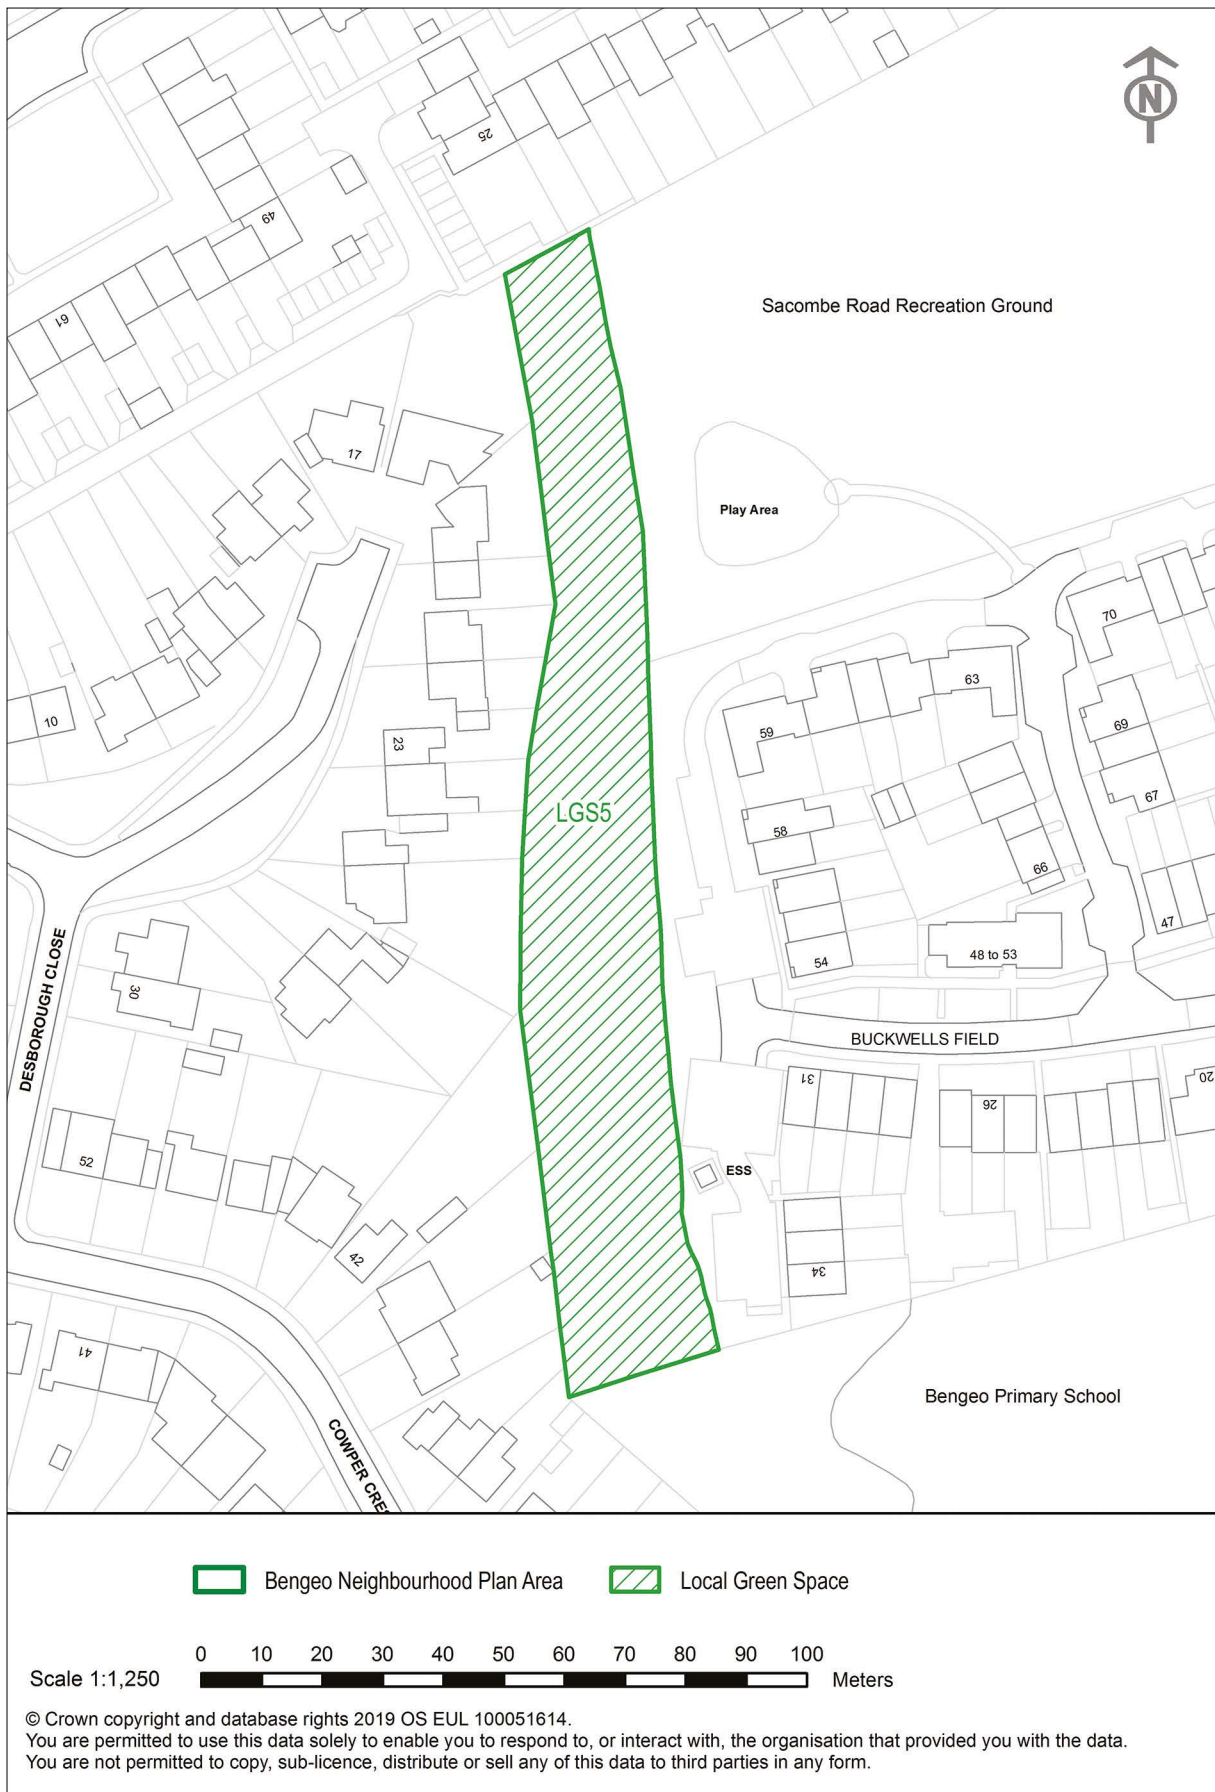 N
25
49
61
Sacombe Road Recreation Ground
17
Play Area
70
10
23
59
63
69
67
LGS5
58
66
47
54
48 to 53
30
DESBOROUGH CLOSE
BUCKWELLS FIELD
31
26
20
52
ESS
42
34
41
Bengeo Primary School
COWPER CRES
Bengeo Neighbourhood Plan Area
Local Green Space
0 10 20 30 40 50 60 70 80 90 100
Scale 1:1,250
Meters
© Crown copyright and database rights 2019 OS EUL 100051614.
You are permitted to use this data solely to enable you to respond to, or interact with, the organisation that provided you with the data.
You are not permitted to copy, sub-licence, distribute or sell any of this data to third parties in any form.